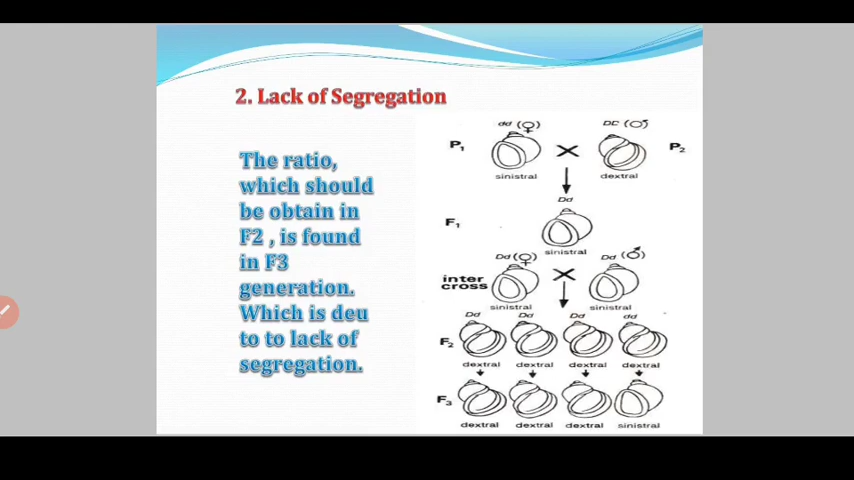 2. Lack of Segregation
The ratio,
which should
be obtain in
F2 , is found
in F3
generation.
Which is deu
to to lack of
segregation.
dd (♀) DD (♂)
P1 P2
sinistral dextral
Dd
F1
sinistral
Dd (♀) Dd (♂)
inter
cross
sinistral sinistral
Dd Dd Dd dd
F2
dextral dextral dextral dextral
F3
dextral dextral dextral sinistral